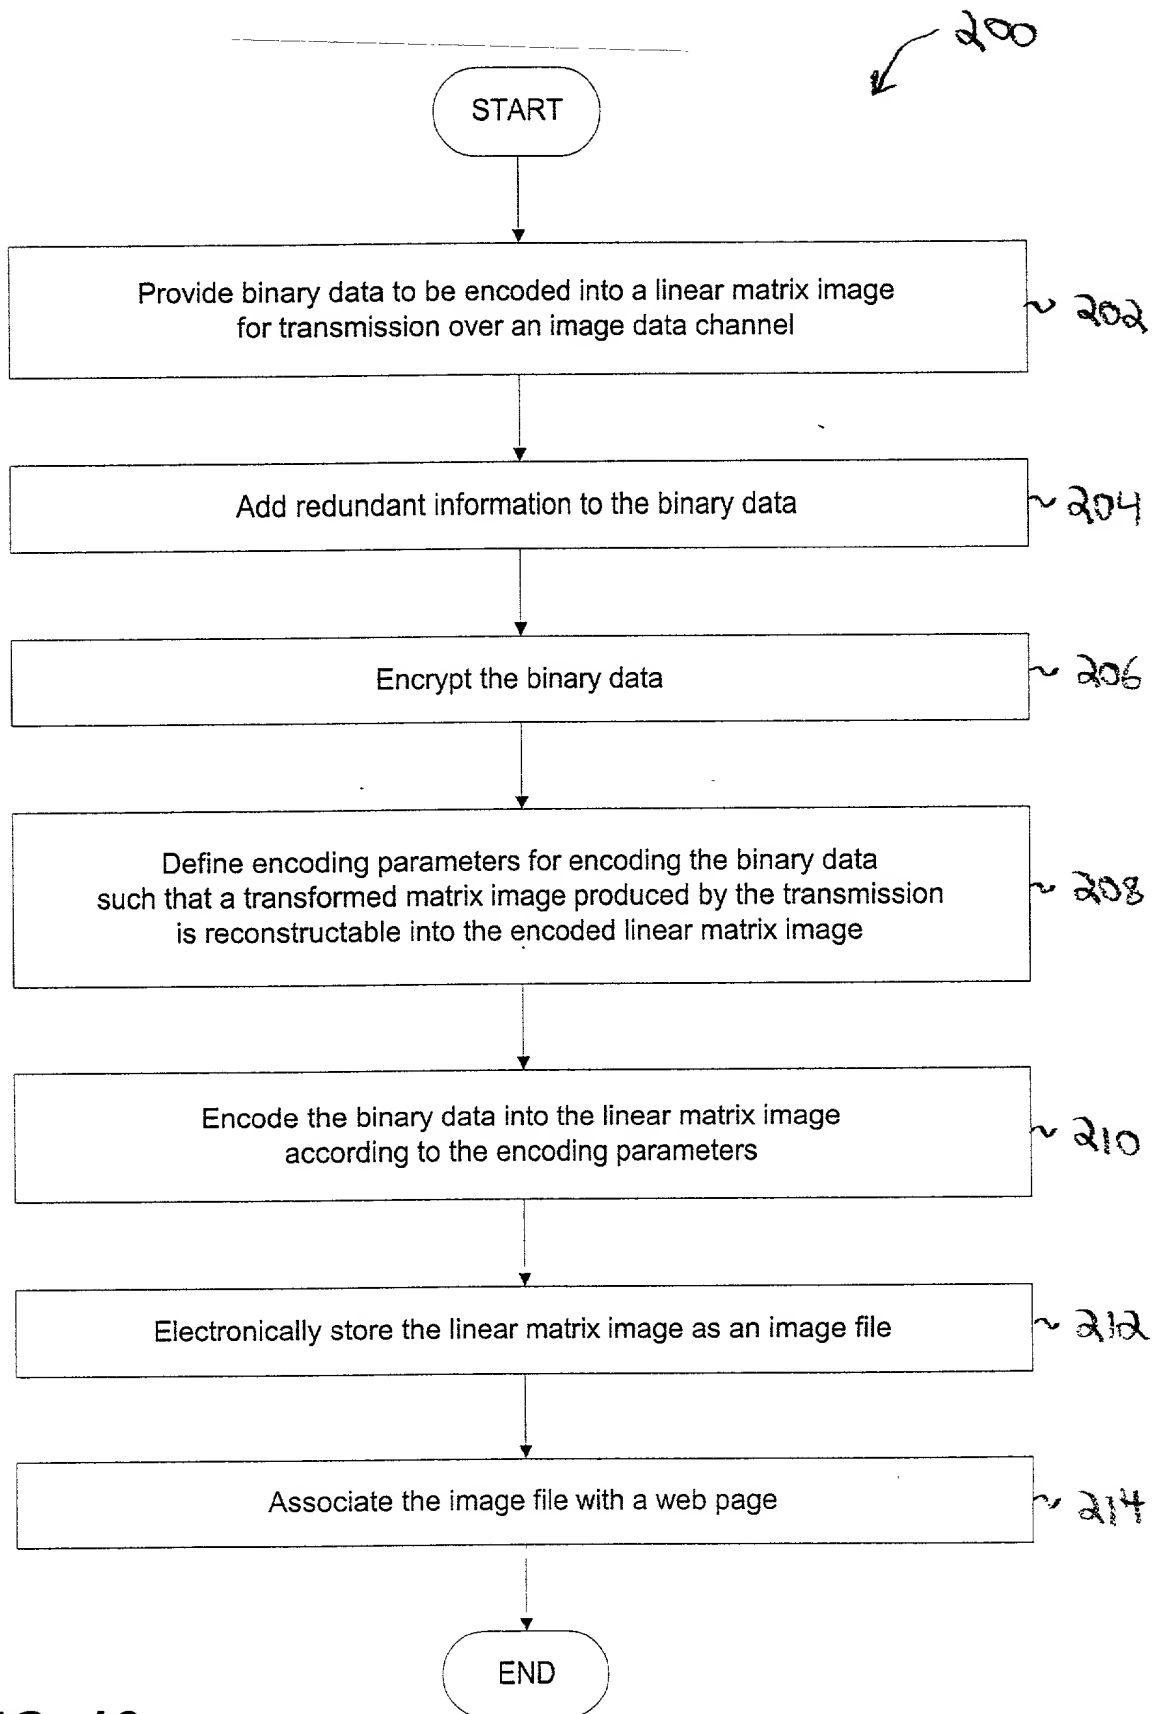 200
START
Provide binary data to be encoded into a linear matrix image
for transmission over an image data channel
202
Add redundant information to the binary data
204
Encrypt the binary data
206
Define encoding parameters for encoding the binary data
such that a transformed matrix image produced by the transmission
is reconstructable into the encoded linear matrix image
208
Encode the binary data into the linear matrix image
according to the encoding parameters
210
Electronically store the linear matrix image as an image file
212
Associate the image file with a web page
214
END